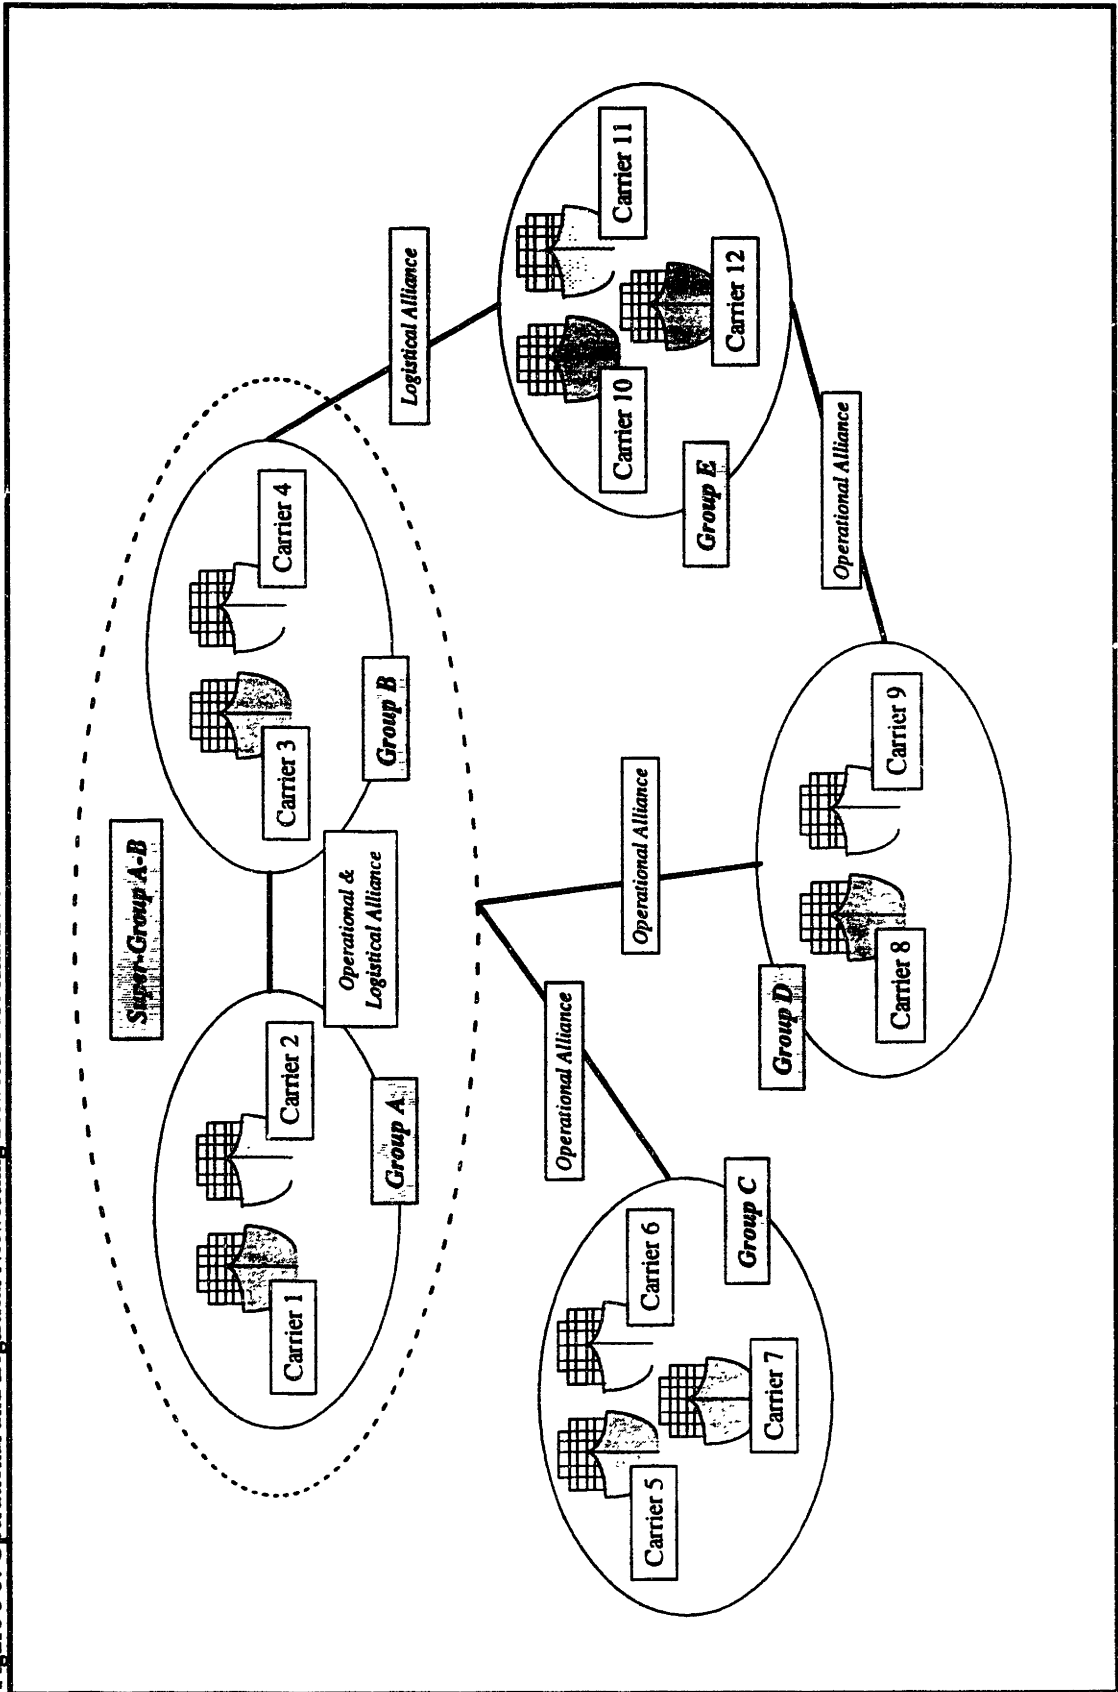 Super-Group A-B
Carrier 1
Carrier 2
Group A
Operational &
Logistical Alliance
Carrier 3
Carrier 4
Group B
Logistical Alliance
Operational Alliance
Operational Alliance
Carrier 5
Carrier 6
Carrier 7
Group C
Group D
Carrier 8
Carrier 9
Operational Alliance
Group E
Carrier 10
Carrier 11
Carrier 12